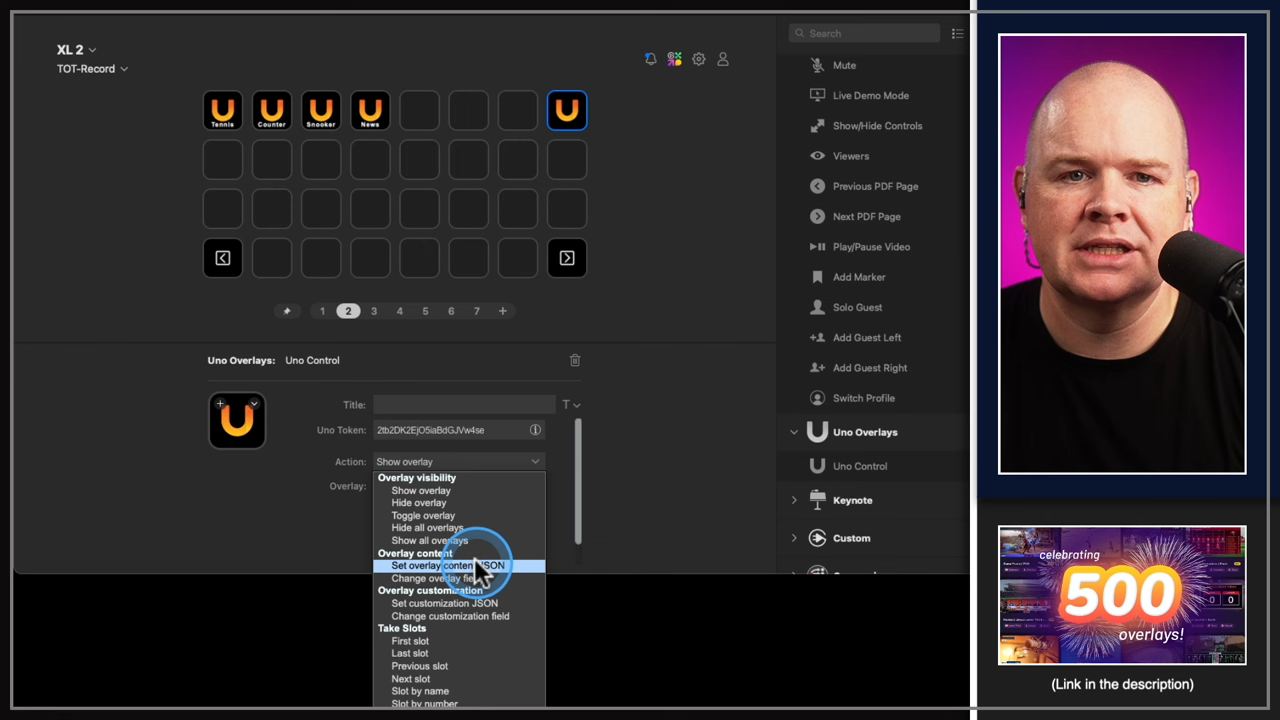 XL 2
TOT-Record
Tennis
Counter
Snooker
News
1
2
3
4
5
6
7
+
Uno Overlays: Uno Control
Title:
Uno Token: 2tb2DK2EjO5iaBdGJVw4se
Action: Show overlay
Overlay:
Overlay visibility
Show overlay
Hide overlay
Toggle overlay
Hide all overlays
Show all overlays
Overlay content
Set overlay content JSON
Change overlay
Overlay customization
Set customization JSON
Change customization field
Take Slots
First slot
Last slot
Previous slot
Next slot
Slot by name
Slot by number
Search
Mute
Live Demo Mode
Show/Hide Controls
Viewers
Previous PDF Page
Next PDF Page
Play/Pause Video
Add Marker
Solo Guest
Add Guest Left
Add Guest Right
Switch Profile
Uno Overlays
Uno Control
Keynote
Custom
celebrating
500
overlays!
(Link in the description)